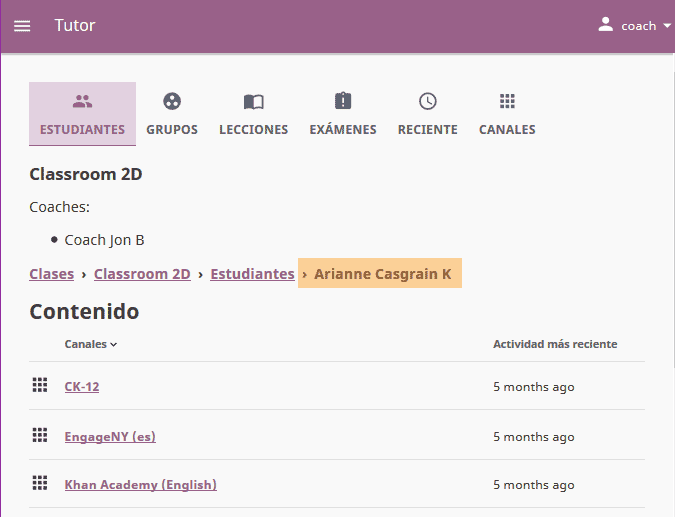 Tutor coach
ESTUDIANTES GRUPOS LECCIONES EXÁMENES RECIENTE CANALES
Classroom 2D
Coaches:
• Coach Jon B
Clases › Classroom 2D › Estudiantes › Arianne Casgrain K
Contenido
Canales Actividad más reciente
CK-12 5 months ago
EngageNY (es) 5 months ago
Khan Academy (English) 5 months ago